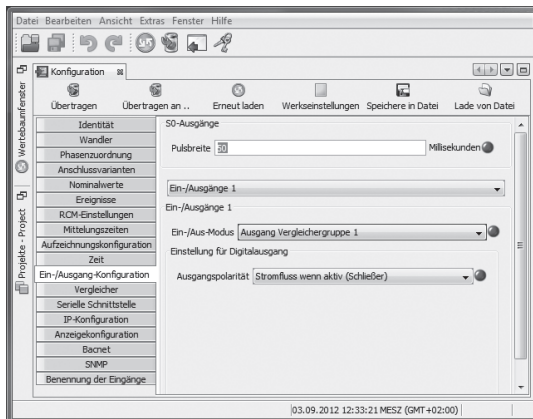 Datei Bearbeiten Ansicht Extras Fenster Hilfe
Konfiguration
Übertragen
Übertragen an ..
Erneut laden
Werkseinstellungen
Speichere in Datei
Lade von Datei
Wertebaumfenster
Projekte - Project
Identität
Wandler
Phasenzuordnung
Anschlussvarianten
Nominalwerte
Ereignisse
RCM-Einstellungen
Mittelungszeiten
Aufzeichnungskonfiguration
Zeit
Ein-/Ausgang-Konfiguration
Vergleicher
Serielle Schnittstelle
IP-Konfiguration
Anzeigekonfiguration
Bacnet
SNMP
Benennung der Eingänge
S0-Ausgänge
Pulsbreite 50 Millisekunden
Ein-/Ausgänge 1
Ein-/Ausgänge 1
Ein-/Aus-Modus Ausgang Vergleichergruppe 1
Einstellung für Digitalausgang
Ausgangspolarität Stromfluss wenn aktiv (Schließer)
03.09.2012 12:33:21 MESZ (GMT+02:00)